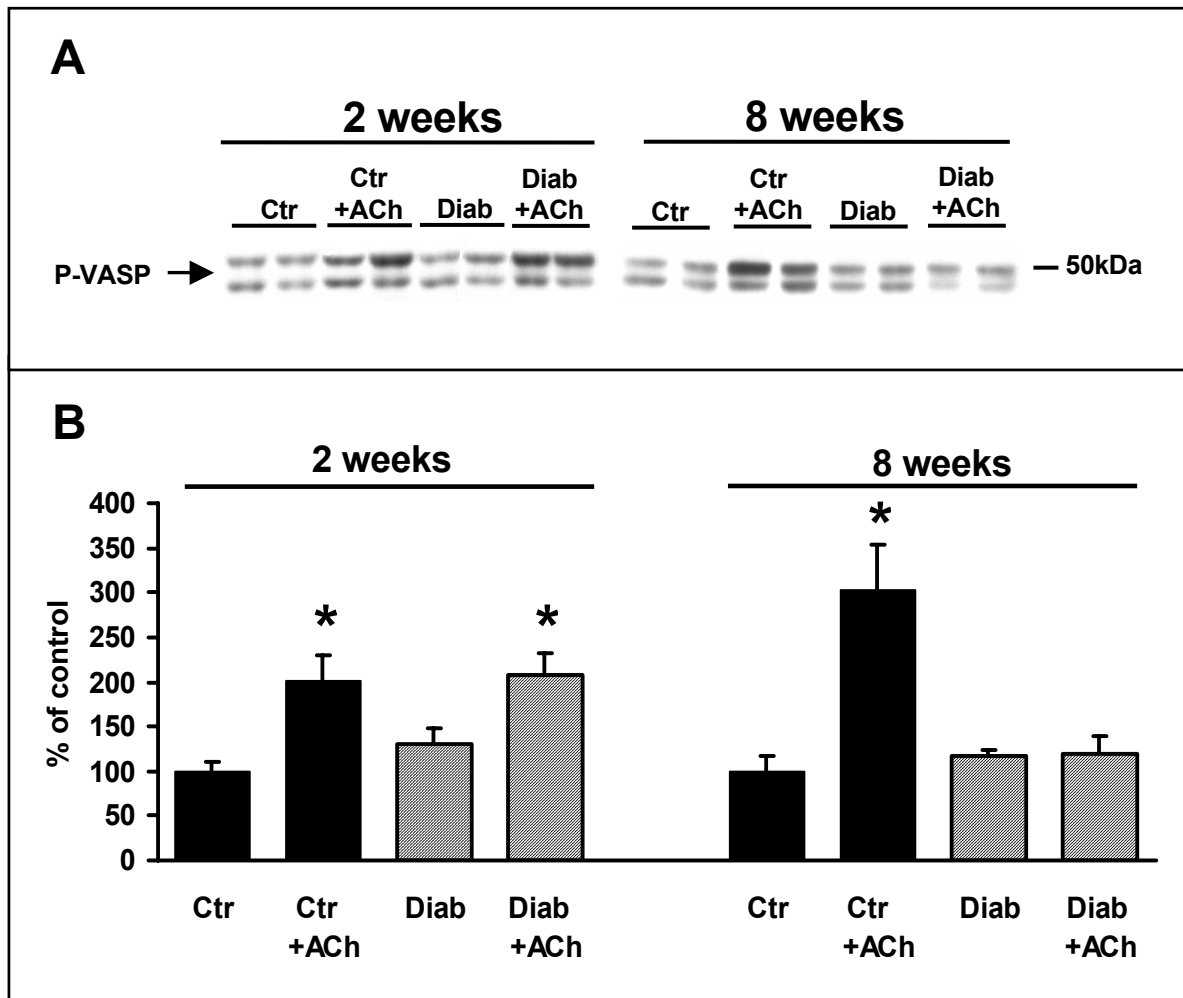 A
2 weeks 8 weeks
Ctr Ctr +ACh Diab Diab +ACh Ctr Ctr +ACh Diab Diab +ACh
P-VASP 50kDa
B
2 weeks 8 weeks
% of control
400
350
300
250
200
150
100
50
0
* * *
Ctr Ctr Diab Diab Ctr Ctr Diab Diab
+ACh +ACh +ACh +ACh